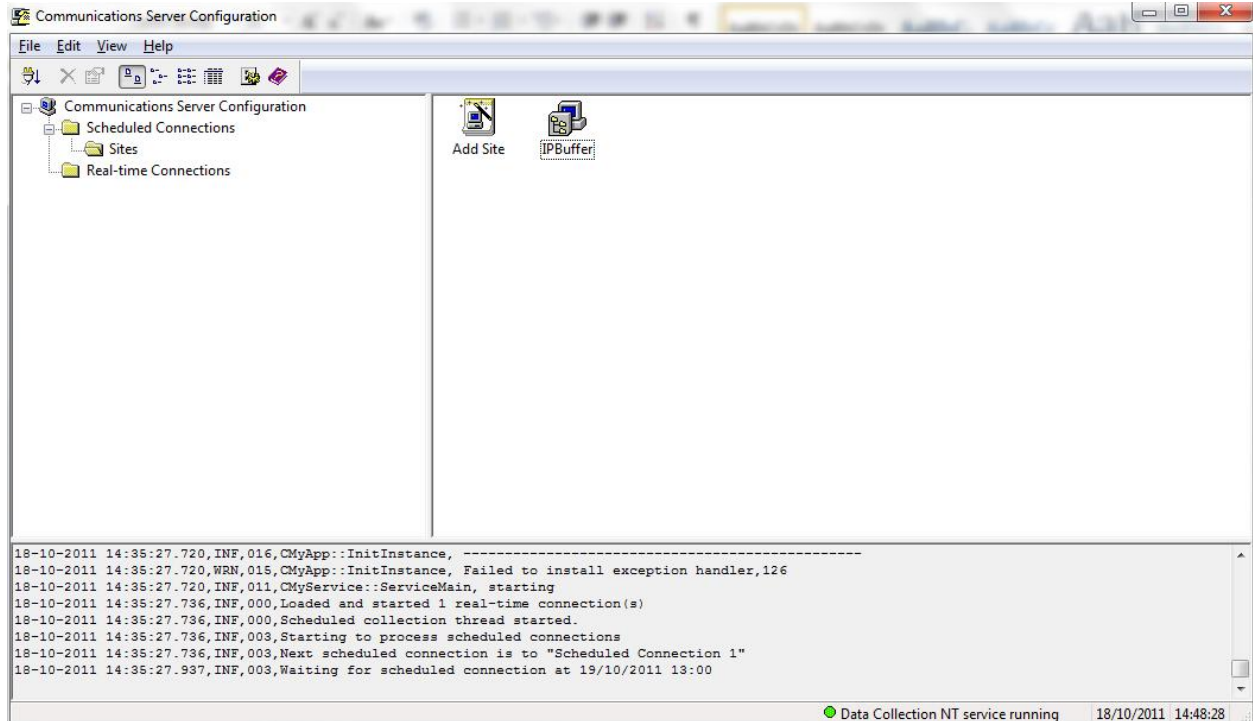 Communications Server Configuration
File Edit View Help
Communications Server Configuration
Scheduled Connections
Sites
Real-time Connections
Add Site
IPBuffer
18-10-2011 14:35:27.720,INF,016,CMyApp::InitInstance, ------------------------------------------------
18-10-2011 14:35:27.720,WRN,015,CMyApp::InitInstance, Failed to install exception handler,126
18-10-2011 14:35:27.720,INF,011,CMyService::ServiceMain, starting
18-10-2011 14:35:27.736,INF,000,Loaded and started 1 real-time connection(s)
18-10-2011 14:35:27.736,INF,000,Scheduled collection thread started.
18-10-2011 14:35:27.736,INF,003,Starting to process scheduled connections
18-10-2011 14:35:27.736,INF,003,Next scheduled connection is to "Scheduled Connection 1"
18-10-2011 14:35:27.937,INF,003,Waiting for scheduled connection at 19/10/2011 13:00
Data Collection NT service running 18/10/2011 14:48:28